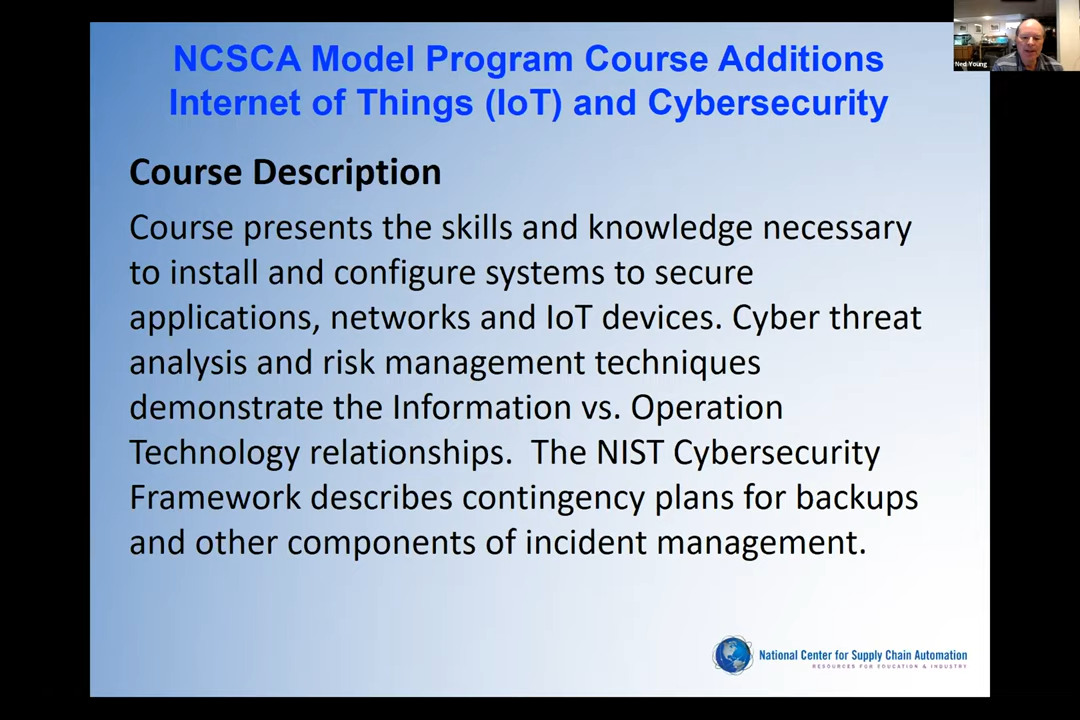 NCSCA Model Program Course Additions
Internet of Things (IoT) and Cybersecurity
Ned Young
Course Description
Course presents the skills and knowledge necessary
to install and configure systems to secure
applications, networks and IoT devices. Cyber threat
analysis and risk management techniques
demonstrate the Information vs. Operation
Technology relationships.  The NIST Cybersecurity
Framework describes contingency plans for backups
and other components of incident management.
National Center for Supply Chain Automation
RESOURCES FOR EDUCATION & INDUSTRY